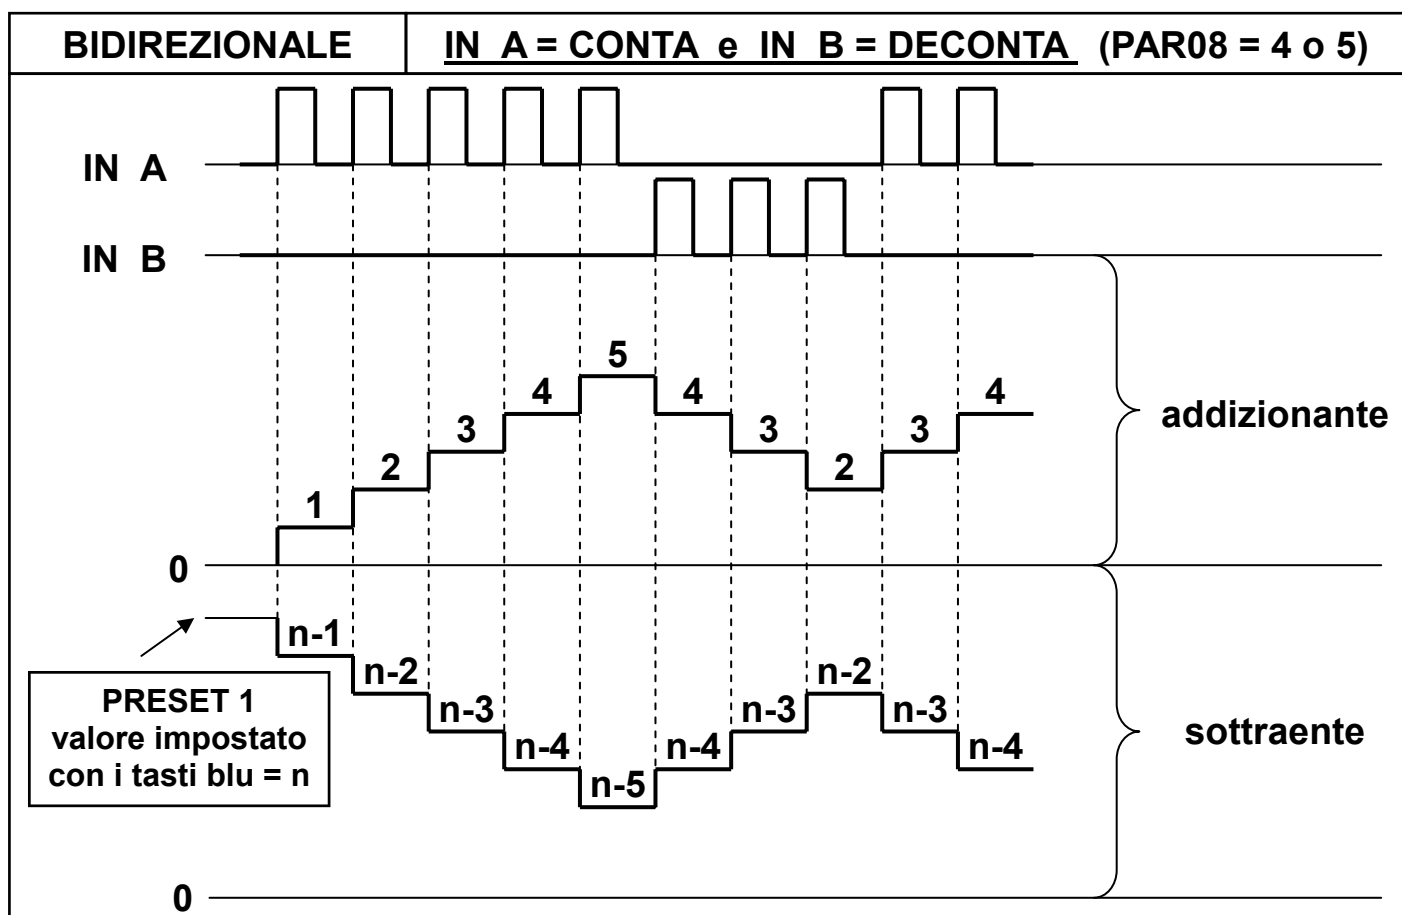 BIDIREZIONALE
IN A = CONTA e IN B = DECONTA (PAR08 = 4 o 5)
IN A
IN B
5
4
4
4
3
3
3
2
2
1
addizionante
0
n-1
n-2
n-2
n-3
n-3
n-3
n-4
n-4
n-4
n-5
PRESET 1
valore impostato
con i tasti blu = n
sottraente
0